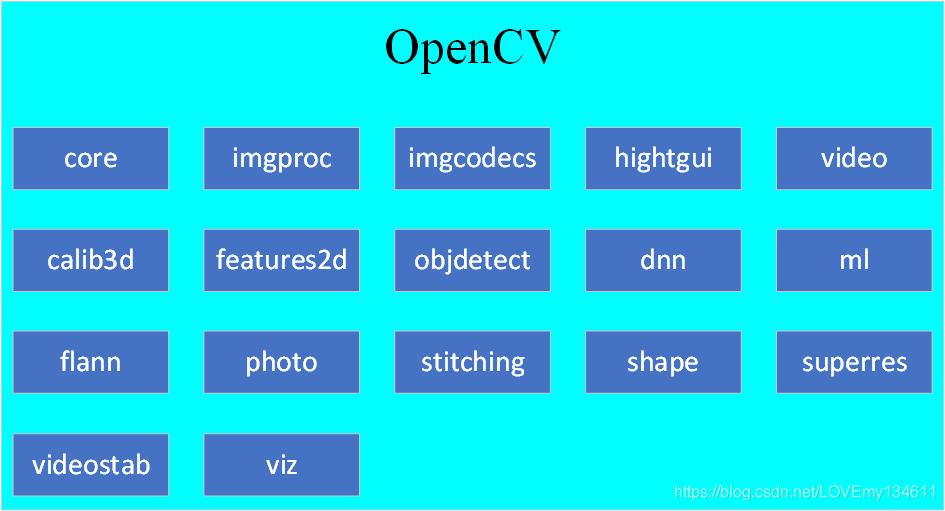 OpenCV
core imgproc imgcodecs hightgui video
calib3d features2d objdetect dnn ml
flann photo stitching shape superres
videostab viz
https://blog.csdn.net/LOVEmy134611